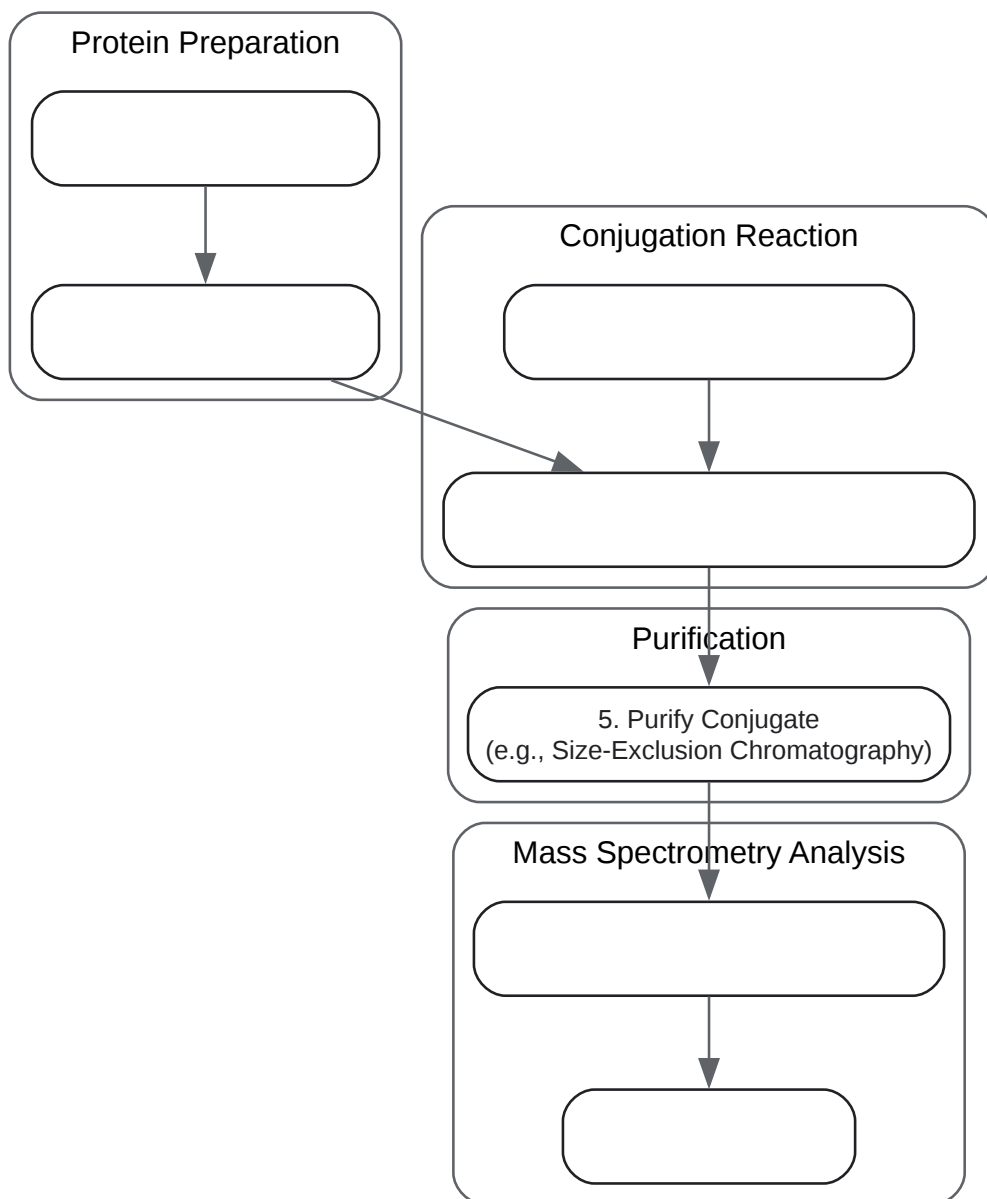 Protein Preparation
Conjugation Reaction
Purification
5. Purify Conjugate
(e.g., Size-Exclusion Chromatography)
Mass Spectrometry Analysis